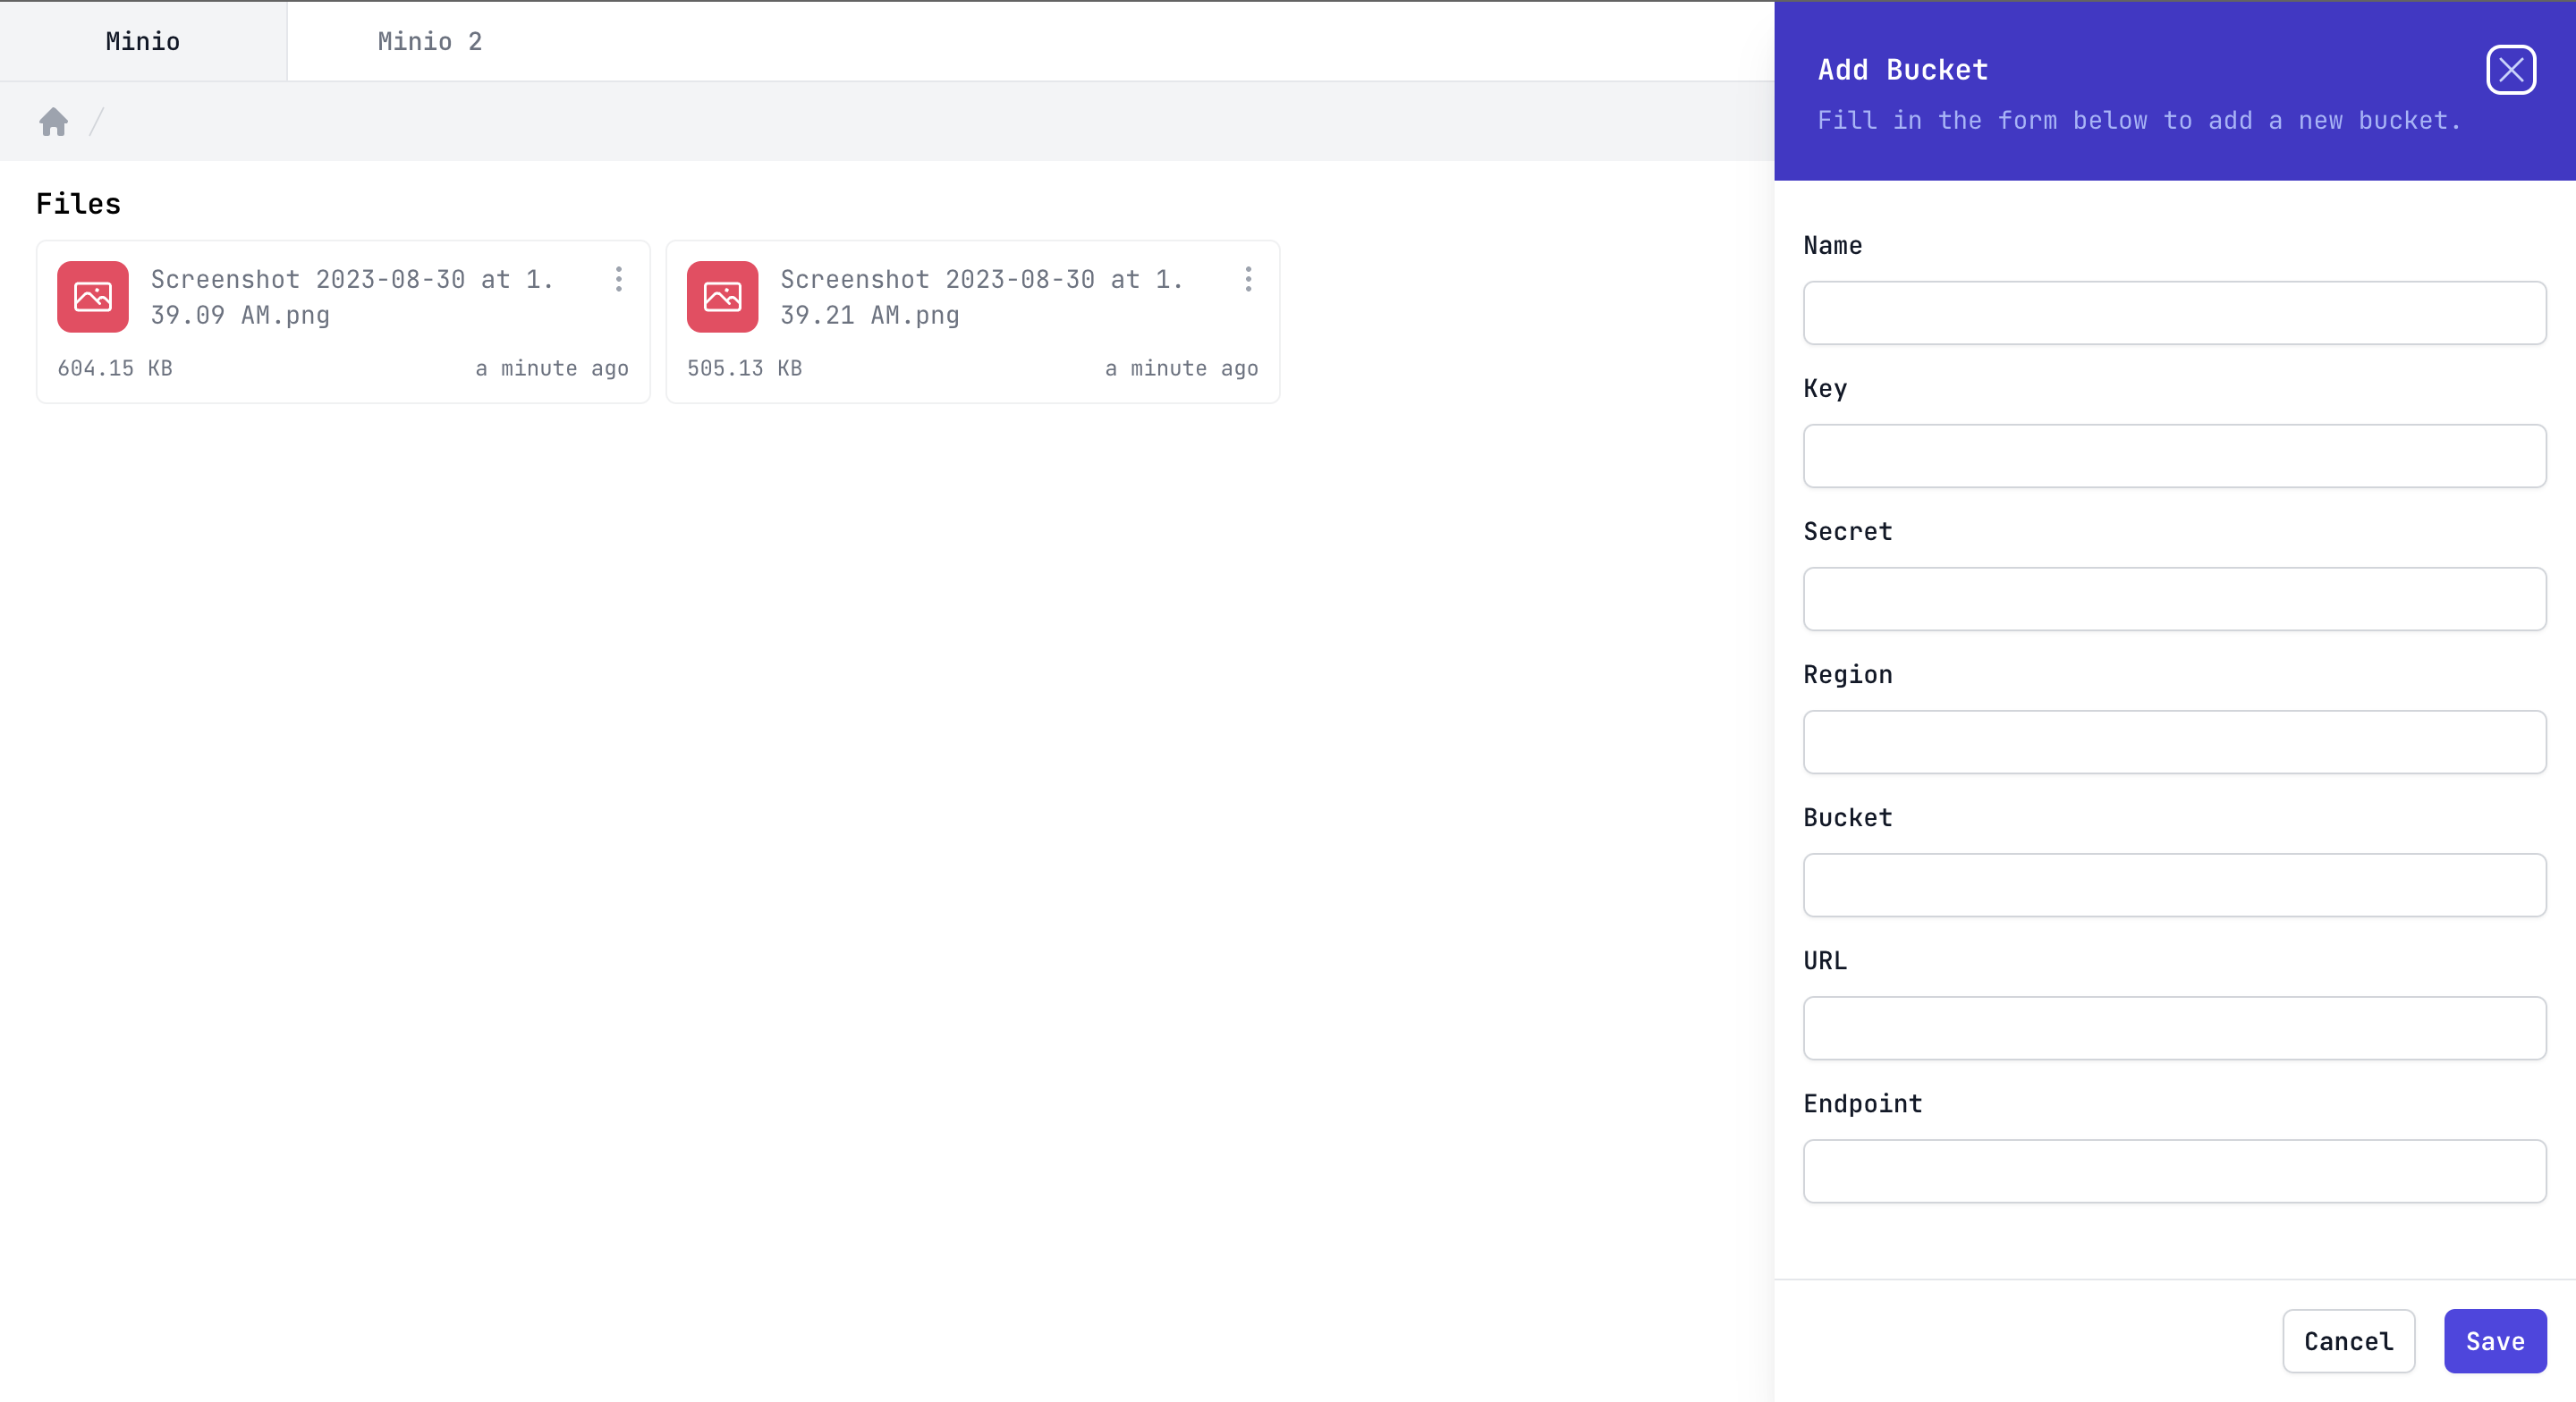 Minio
Minio 2
/
Files
Screenshot 2023-08-30 at 1.
39.09 AM.png
604.15 KB
a minute ago
Screenshot 2023-08-30 at 1.
39.21 AM.png
505.13 KB
a minute ago
Add Bucket
Fill in the form below to add a new bucket.
Name
Key
Secret
Region
Bucket
URL
Endpoint
Cancel
Save